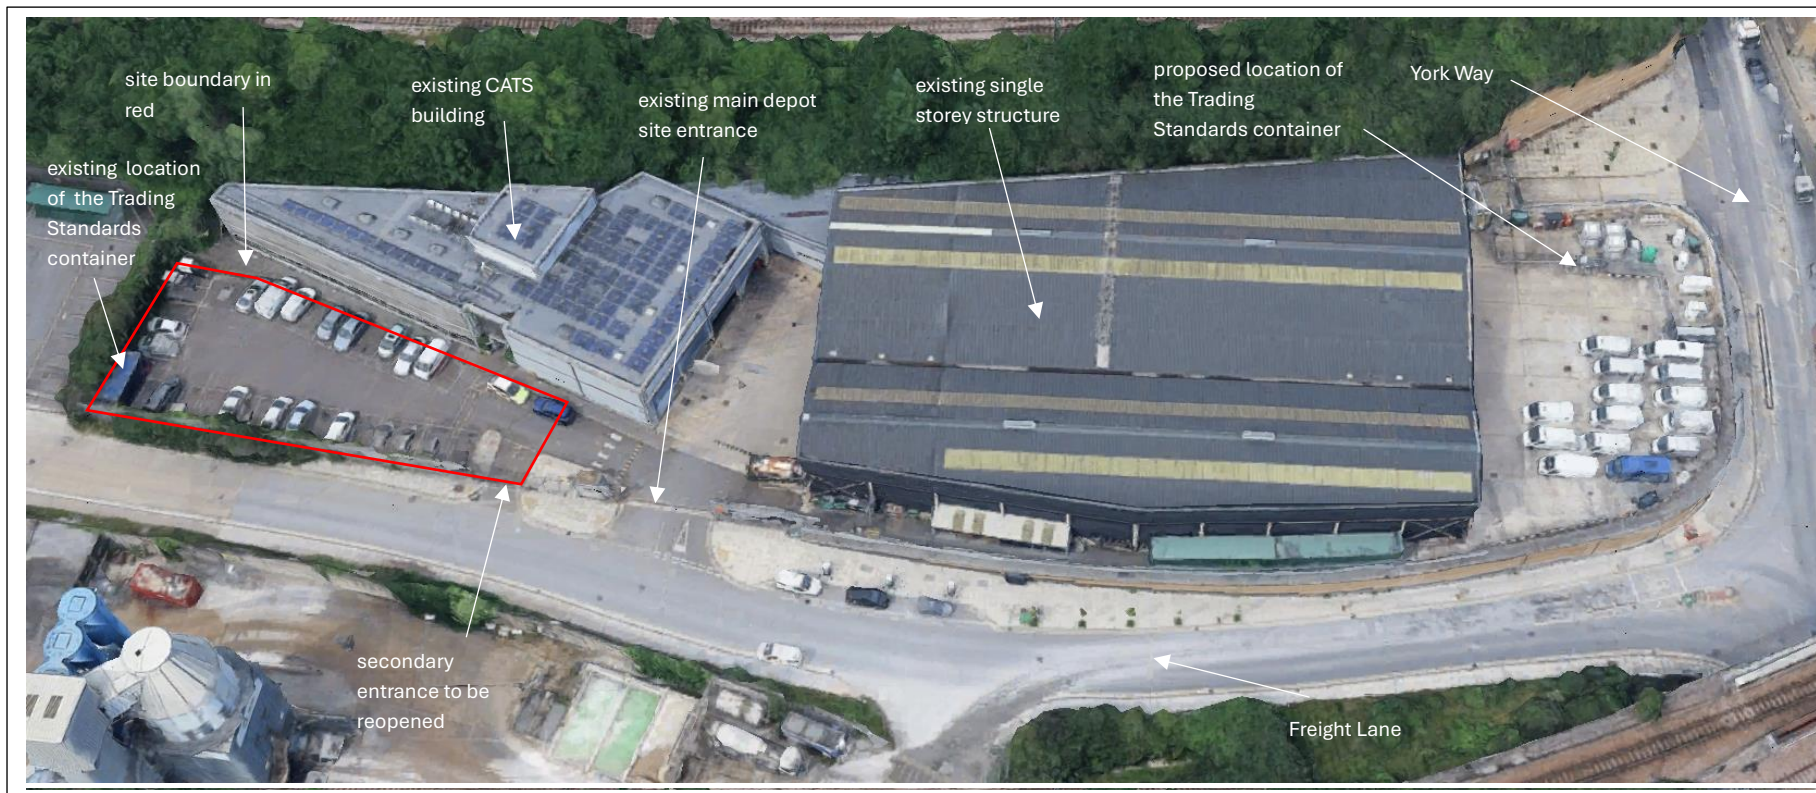 site boundary in
red
existing CATS
building
existing main depot
site entrance
existing single
storey structure
proposed location of
the Trading
Standards container
York Way
existing location
of the Trading
Standards
container
secondary
entrance to be
reopened
Freight Lane